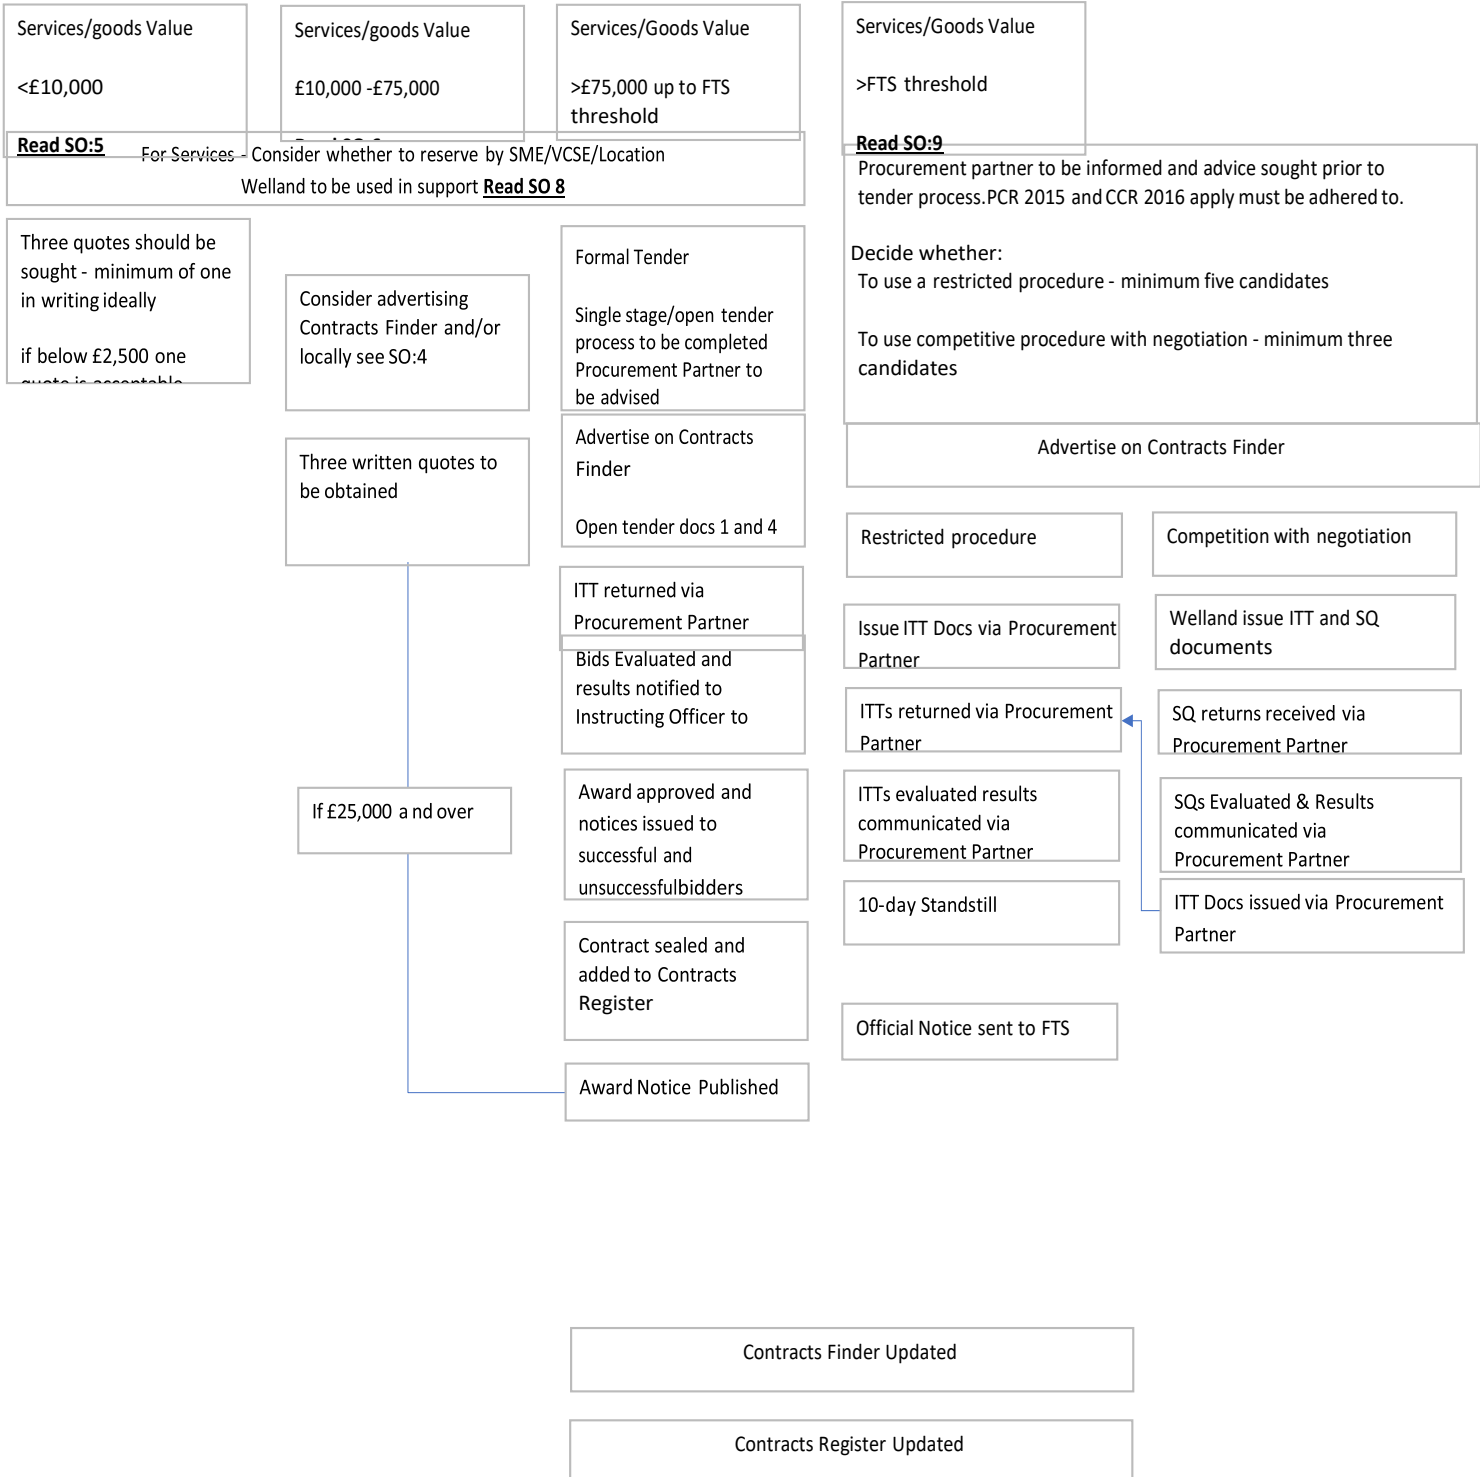 Services/goods Value
<£10,000
Read SO:5
Services/goods Value
£10,000 -£75,000
Services/Goods Value
>£75,000 up to FTS
threshold
Services/Goods Value
>FTS threshold
Read SO:9
For Services - Consider whether to reserve by SME/VCSE/Location
Welland to be used in support Read SO 8
Procurement partner to be informed and advice sought prior to
tender process.PCR 2015 and CCR 2016 apply must be adhered to.
Decide whether:
To use a restricted procedure - minimum five candidates
To use competitive procedure with negotiation - minimum three
candidates
Three quotes should be
sought - minimum of one
in writing ideally
if below £2,500 one
quote is acceptable
Consider advertising
Contracts Finder and/or
locally see SO:4
Three written quotes to
be obtained
If £25,000 a nd over
Formal Tender
Single stage/open tender
process to be completed
Procurement Partner to
be advised
Advertise on Contracts
Finder
Open tender docs 1 and 4
ITT returned via
Procurement Partner
Bids Evaluated and
results notified to
Instructing Officer to
Award approved and
notices issued to
successful and
unsuccessfulbidders
Contract sealed and
added to Contracts
Register
Award Notice Published
Advertise on Contracts Finder
Restricted procedure
Issue ITT Docs via Procurement
Partner
ITTs returned via Procurement
Partner
ITTs evaluated results
communicated via
Procurement Partner
10-day Standstill
Official Notice sent to FTS
Competition with negotiation
Welland issue ITT and SQ
documents
SQ returns received via
Procurement Partner
SQs Evaluated & Results
communicated via
Procurement Partner
ITT Docs issued via Procurement
Partner
Contracts Finder Updated
Contracts Register Updated